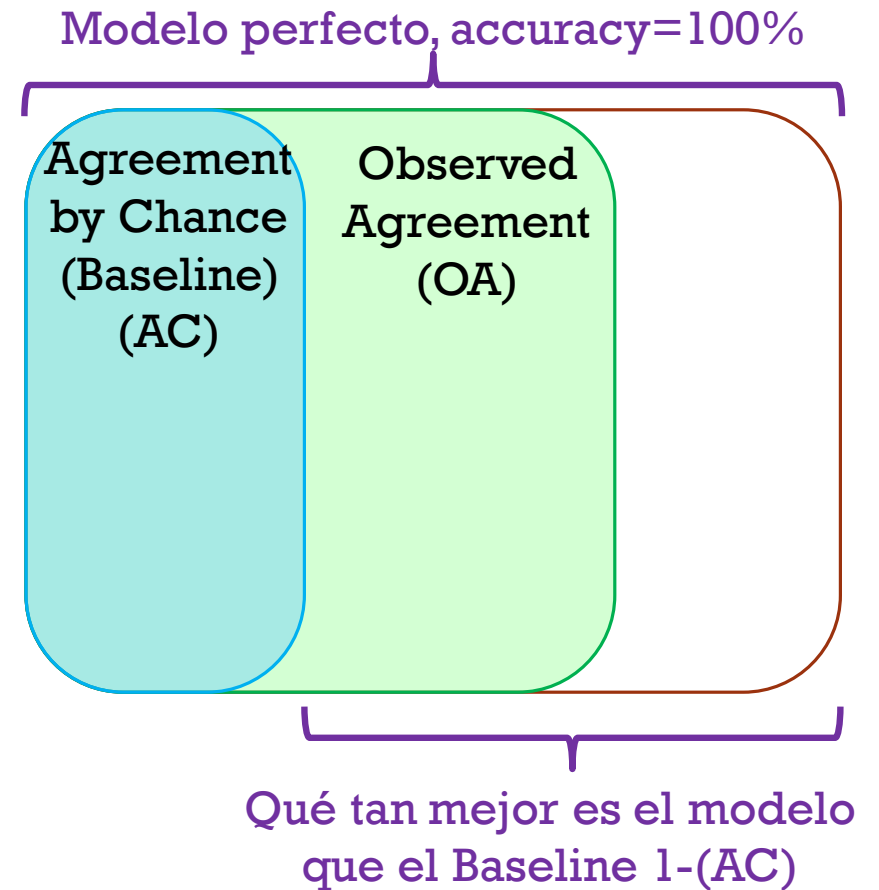 Modelo perfecto, accuracy=100%
Agreement
by Chance
(Baseline)
(AC)
Observed
Agreement
(OA)
Qué tan mejor es el modelo
que el Baseline 1-(AC)